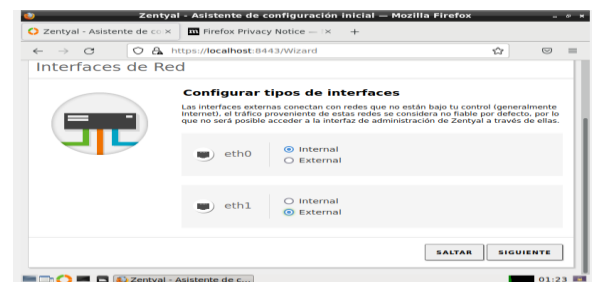 Zentyal - Asistente de configuración inicial — Mozilla Firefox
Zentyal - Asistente de co
Firefox Privacy Notice —
https://localhost:8443/Wizard
Interfaces de Red
Configurar tipos de interfaces
Las interfaces externas conectan con redes que no están bajo tu control (generalmente
Internet), el tráfico proveniente de estas redes se considera no fiable por defecto, por lo
que no será posible acceder a la interfaz de administración de Zentyal a través de ellas.
eth0
Internal
External
eth1
Internal
External
SALTAR
SIGUIENTE
Zentyal - Asistente de c...
01:23